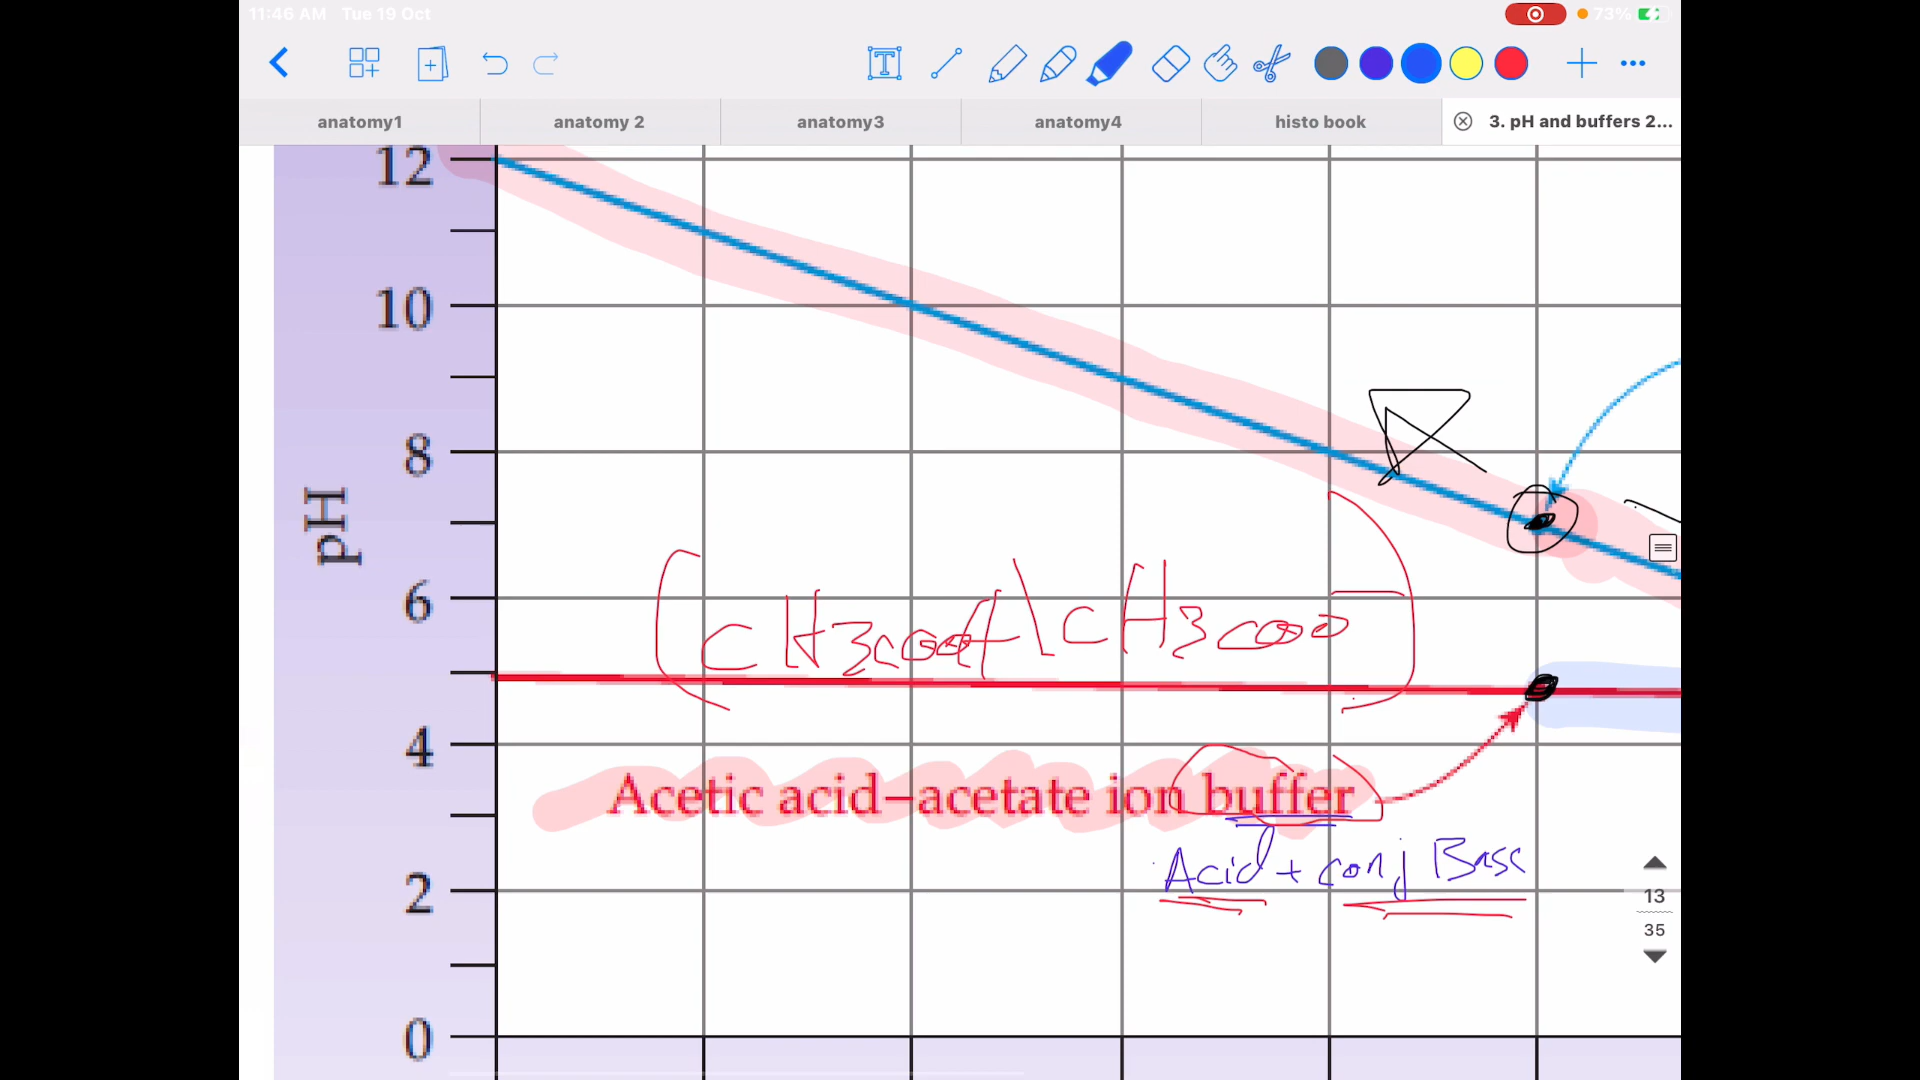 11:46 AM Tue 19 Oct
73%
T
anatomy1
anatomy 2
anatomy3
anatomy4
histo book
3. pH and buffers 2...
12
10
8
pH
6
CH3COOH \ CH3COO⁻
4
Acetic acid–acetate ion buffer
Acid + conj Base
2
13
35
0